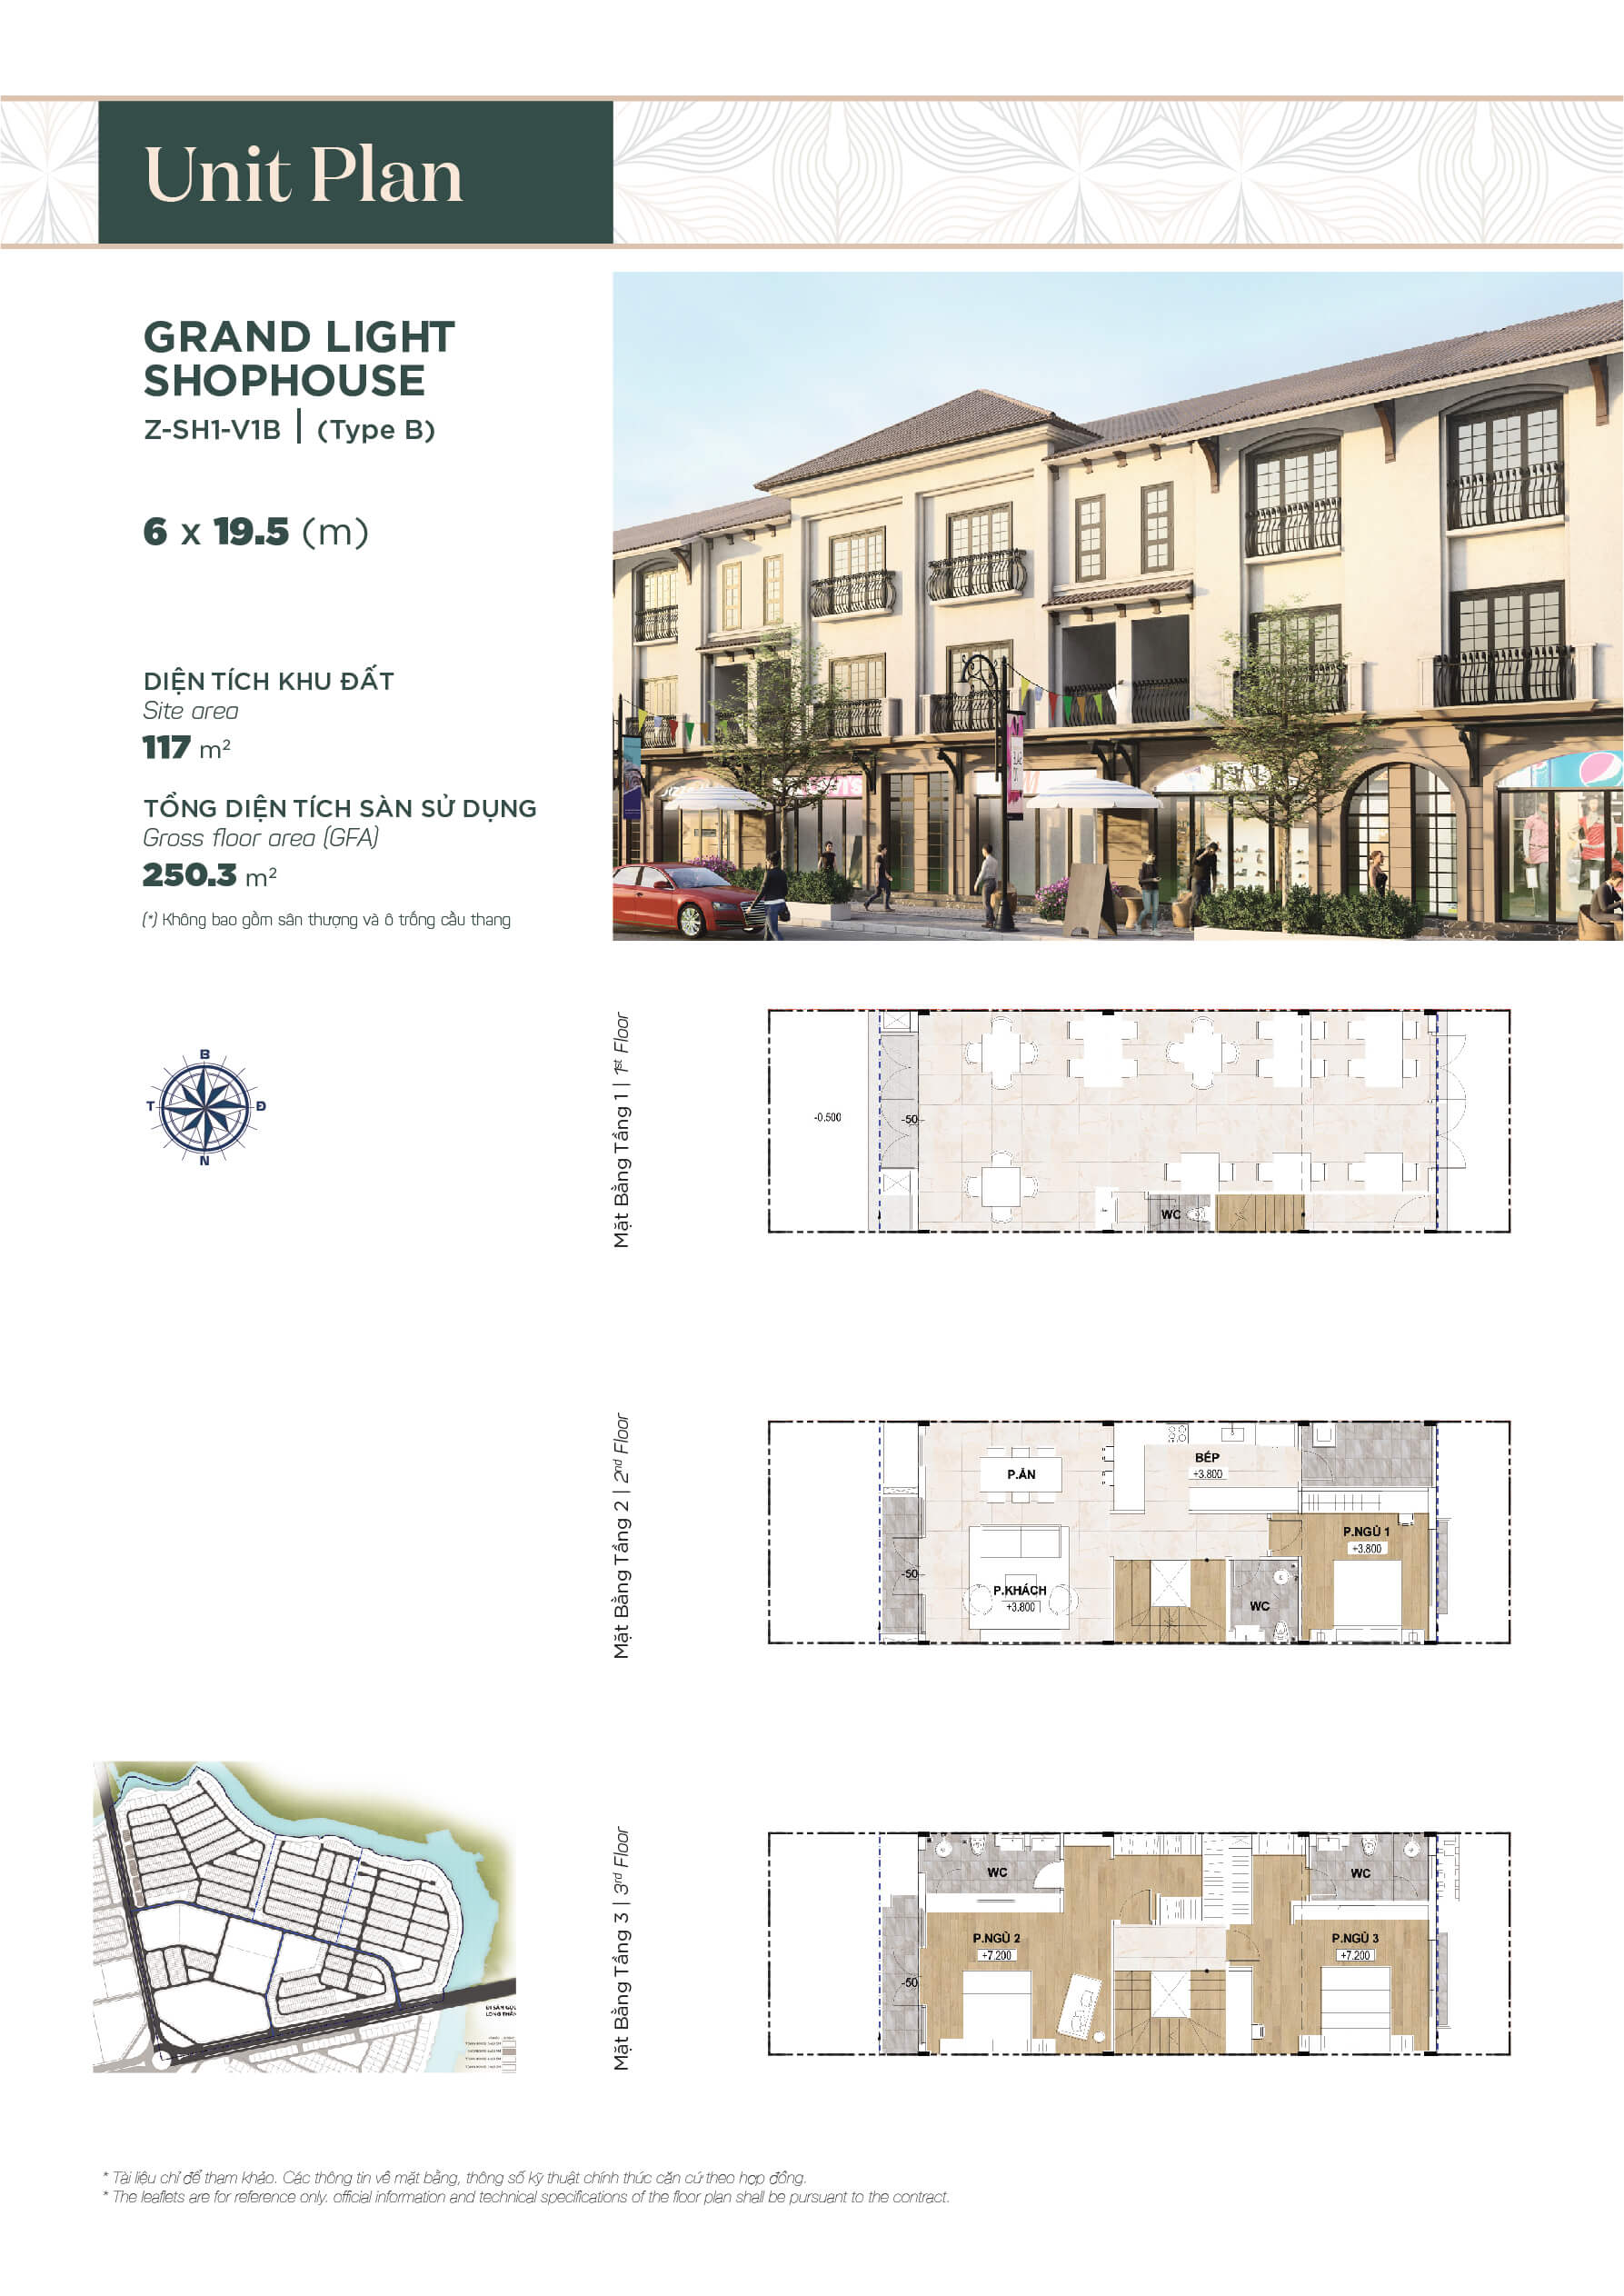 Unit Plan
GRAND LIGHT
SHOPHOUSE
Z-SH1-V1B | (Type B)
6 x 19.5 (m)
DIỆN TÍCH KHU ĐẤT
Site area
117 m²
TỔNG DIỆN TÍCH SÀN SỬ DỤNG
Gross floor area (GFA)
250.3 m²
(*) Không bao gồm sân thượng và ô trống cầu thang
B
T
Đ
N
Mặt Bằng Tầng 1 | 1st Floor
-0.500
-50
WC
Mặt Bằng Tầng 2 | 2nd Floor
P.ĂN
BẾP
+3.800
P.NGỦ 1
+3.800
-50
P.KHÁCH
+3.800
WC
Mặt Bằng Tầng 3 | 3rd Floor
WC
WC
P.NGỦ 2
+7.200
P.NGỦ 3
+7.200
-50
* Tài liệu chỉ để tham khảo. Các thông tin về mặt bằng, thông số kỹ thuật chính thức căn cứ theo hợp đồng.
* The leaflets are for reference only. official information and technical specifications of the floor plan shall be pursuant to the contract.